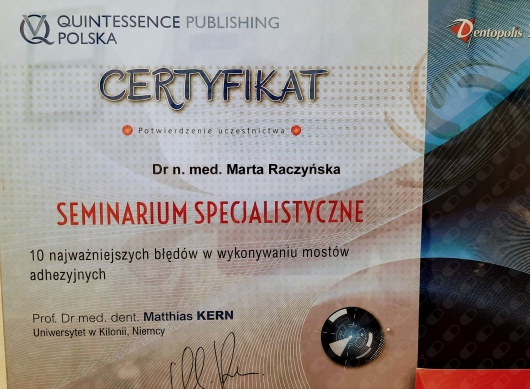 QUINTESSENCE PUBLISHING
POLSKA
Dentopolis
CERTYFIKAT
Potwierdzenie uczestnictwa
Dr n. med. Marta Raczyńska
SEMINARIUM SPECJALISTYCZNE
10 najważniejszych błędów w wykonywaniu mostów
adhezyjnych
Prof. Dr med. dent. Matthias KERN
Uniwersytet w Kilonii, Niemcy